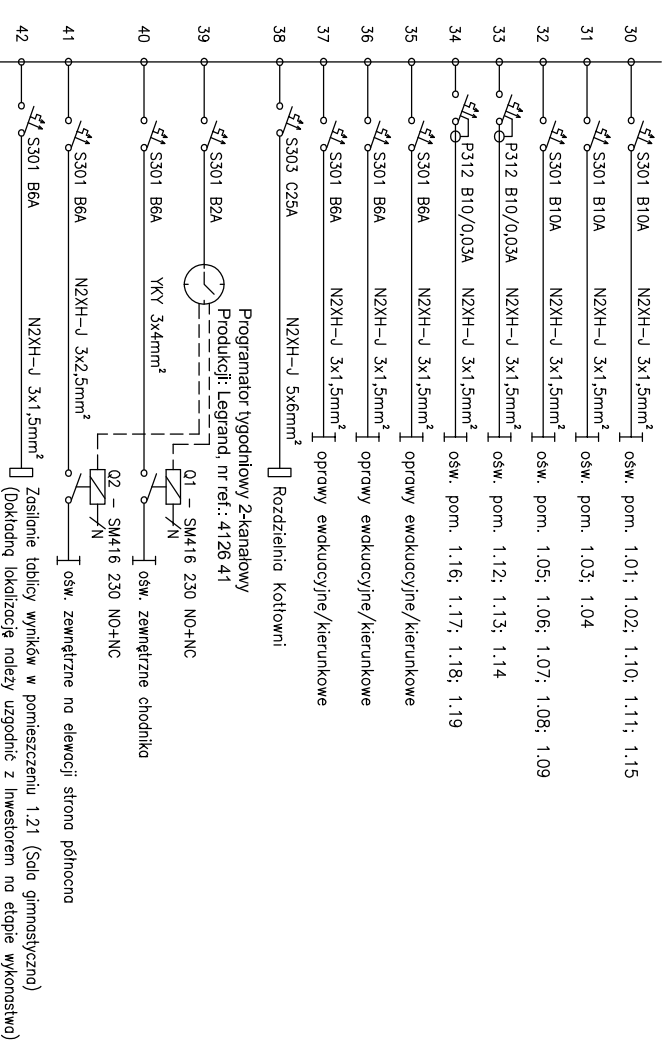 30
S301 B10A
N2XH-J 3x1,5mm²
ośw. pom. 1.01; 1.02; 1.10; 1.11; 1.15
31
S301 B10A
N2XH-J 3x1,5mm²
ośw. pom. 1.03; 1.04
32
S301 B10A
N2XH-J 3x1,5mm²
ośw. pom. 1.05; 1.06; 1.07; 1.08; 1.09
33
P312 B10/0,03A
N2XH-J 3x1,5mm²
ośw. pom. 1.12; 1.13; 1.14
34
P312 B10/0,03A
N2XH-J 3x1,5mm²
ośw. pom. 1.16; 1.17; 1.18; 1.19
35
S301 B6A
N2XH-J 3x1,5mm²
oprawy ewakuacyjne/kierunkowe
36
S301 B6A
N2XH-J 3x1,5mm²
oprawy ewakuacyjne/kierunkowe
37
S301 B6A
N2XH-J 3x1,5mm²
oprawy ewakuacyjne/kierunkowe
38
S303 C25A
N2XH-J 5x6mm²
Rozdzielnia Kotłowni
39
S301 B2A
Programator tygodniowy 2-kanałowy
Produkcji: Legrand, nr ref.: 4126 41
40
S301 B6A
YKY 3x4mm²
Q1 - SM416 230 NO+NC
N
ośw. zewnętrzne chodnika
41
S301 B6A
N2XH-J 3x2,5mm²
Q2 - SM416 230 NO+NC
N
ośw. zewnętrzne na elewacji strona północna
42
S301 B6A
N2XH-J 3x1,5mm²
Zasilanie tablicy wyników w pomieszczeniu 1.21 (Sala gimnastyczna)
(Dokładną lokalizację należy uzgodnić z Inwestorem na etapie wykonastwa)